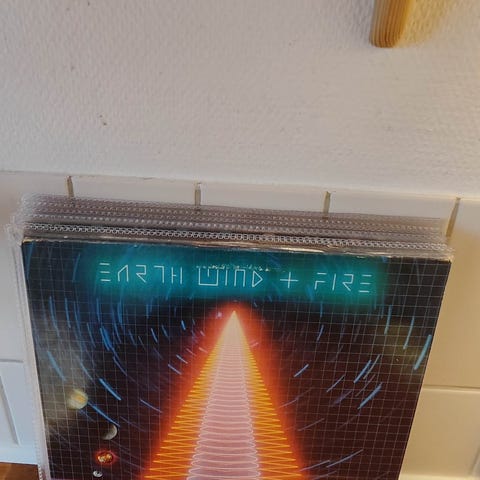 EARTH WIND + FIRE